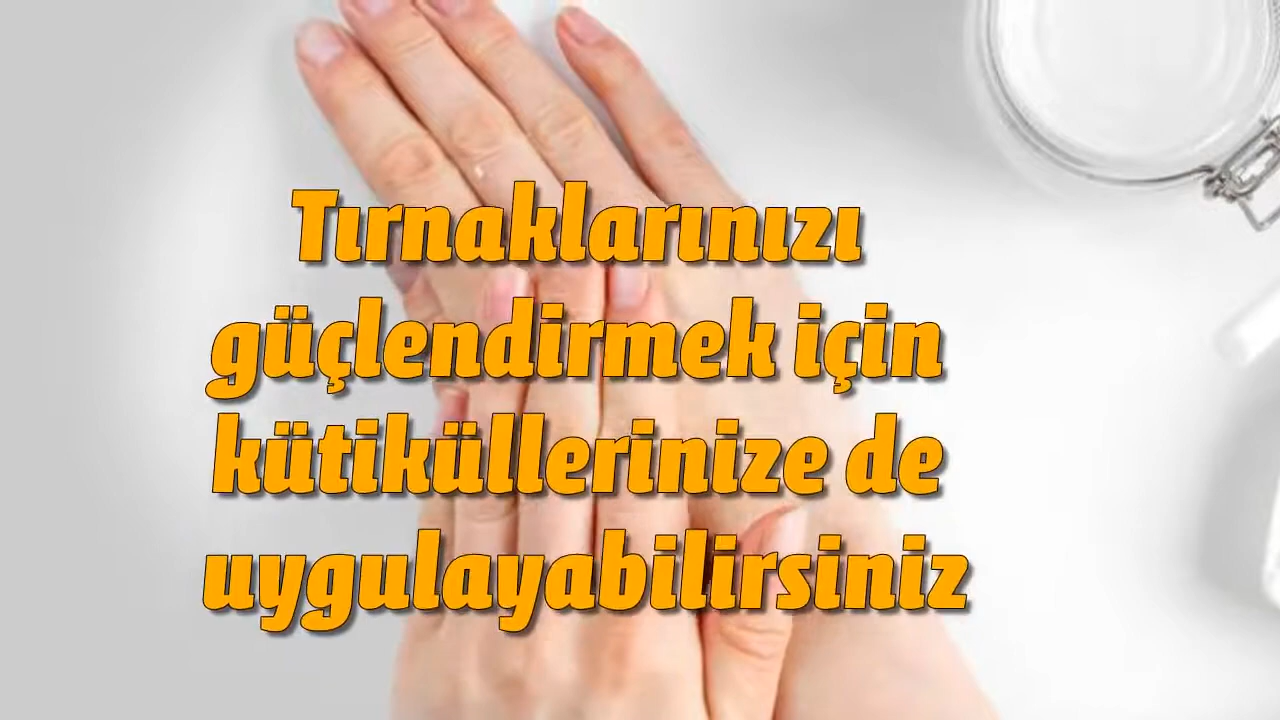 Tırnaklarınızı
güçlendirmek için
kütiküllerinize de
uygulayabilirsiniz